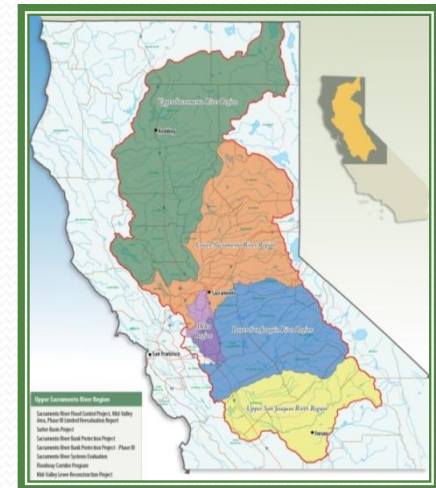 Upper Sacramento River Region
Redding
Lower Sacramento River Region
Sacramento
Delta
Region
Lower San Joaquin River Region
San Francisco
Upper San Joaquin River Region
Fresno
Upper Sacramento River Region
Sacramento River Flood Control Project, Mid-Valley
Area, Phase III Limited Reevaluation Report
Sutter Basin Project
Sacramento River Bank Protection Project
Sacramento River Bank Protection Project - Phase III
Sacramento River Systems Evaluation
Floodway Corridor Program
Mid-Valley Levee Reconstruction Project